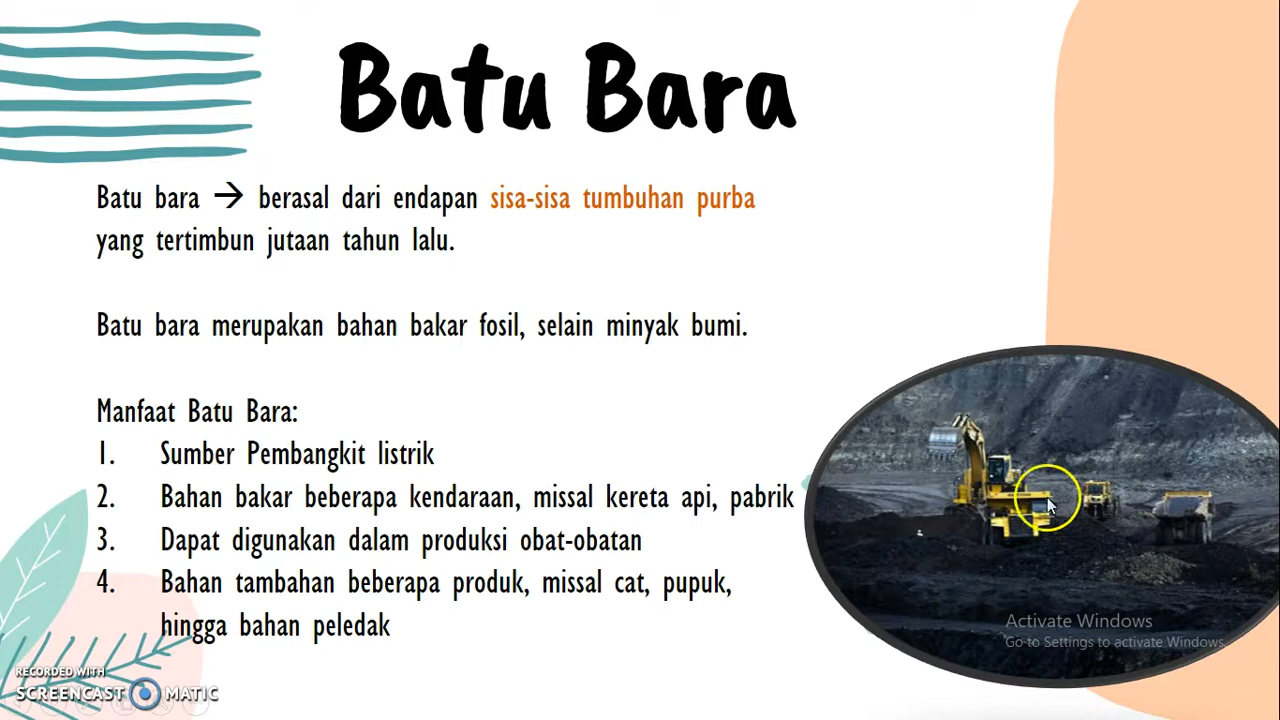 Batu Bara
Batu bara → berasal dari endapan sisa-sisa tumbuhan purba
yang tertimbun jutaan tahun lalu.
Batu bara merupakan bahan bakar fosil, selain minyak bumi.
Manfaat Batu Bara:
1. Sumber Pembangkit listrik
2. Bahan bakar beberapa kendaraan, missal kereta api, pabrik
3. Dapat digunakan dalam produksi obat-obatan
4. Bahan tambahan beberapa produk, missal cat, pupuk,
hingga bahan peledak
Activate Windows
Go to Settings to activate Windows.
RECORDED WITH
SCREENCAST MATIC